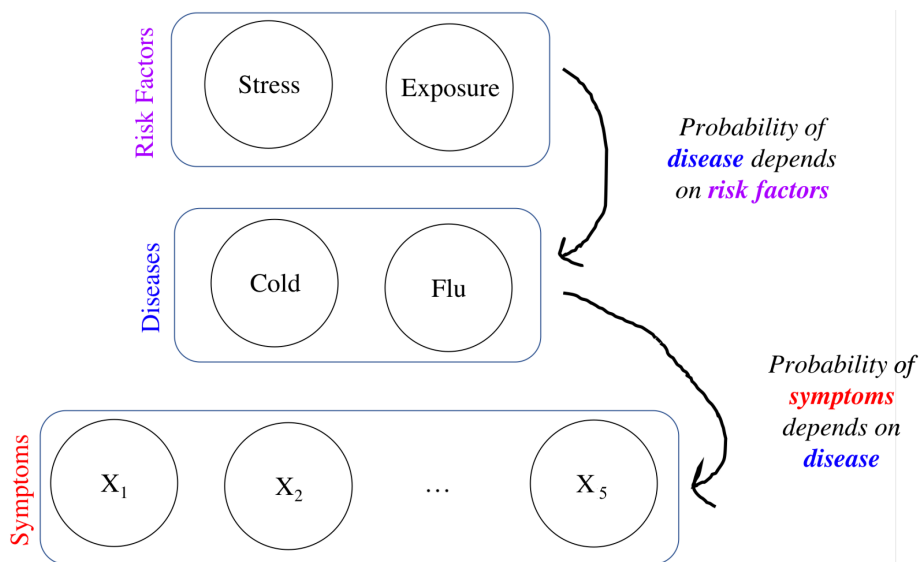 Risk Factors
Stress
Exposure
Probability of
disease depends
on risk factors
Diseases
Cold
Flu
Probability of
symptoms
depends on
disease
Symptoms
X₁
X₂
...
X₅